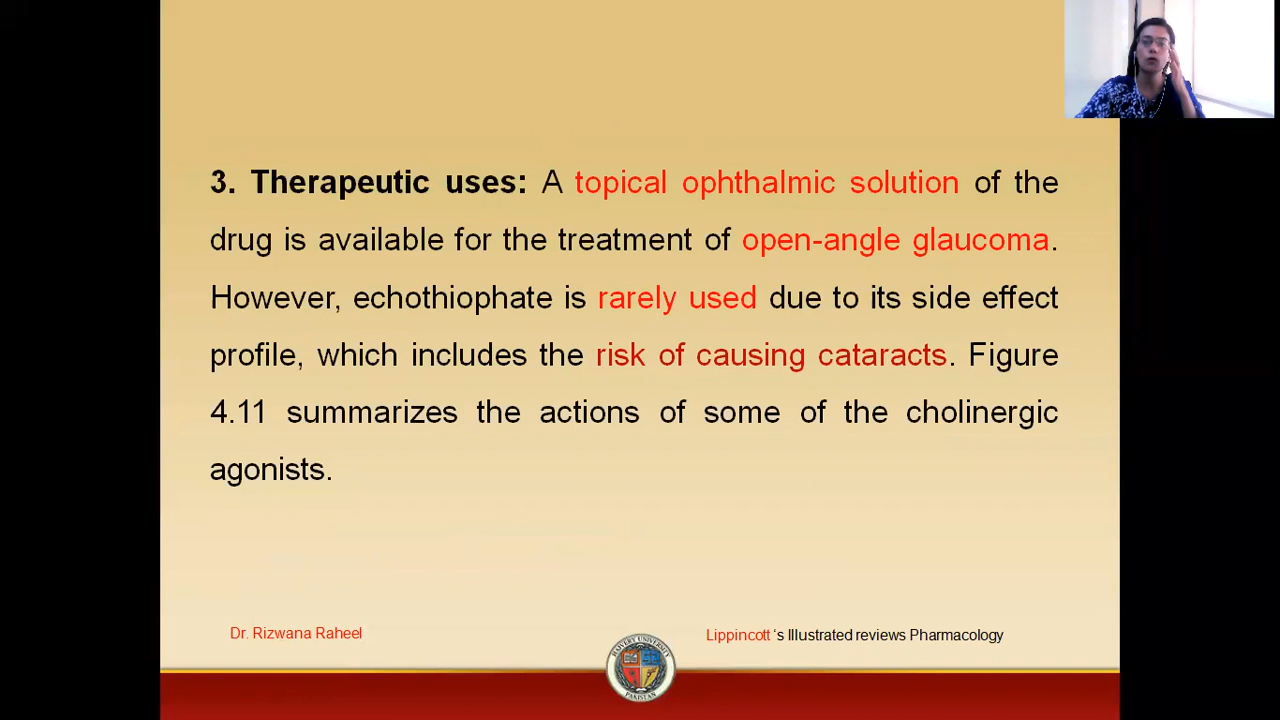 3. Therapeutic uses: A topical ophthalmic solution of the
drug is available for the treatment of open-angle glaucoma.
However, echothiophate is rarely used due to its side effect
profile, which includes the risk of causing cataracts. Figure
4.11 summarizes the actions of some of the cholinergic
agonists.
Dr. Rizwana Raheel
Lippincott ‘s Illustrated reviews Pharmacology
PAKISTAN